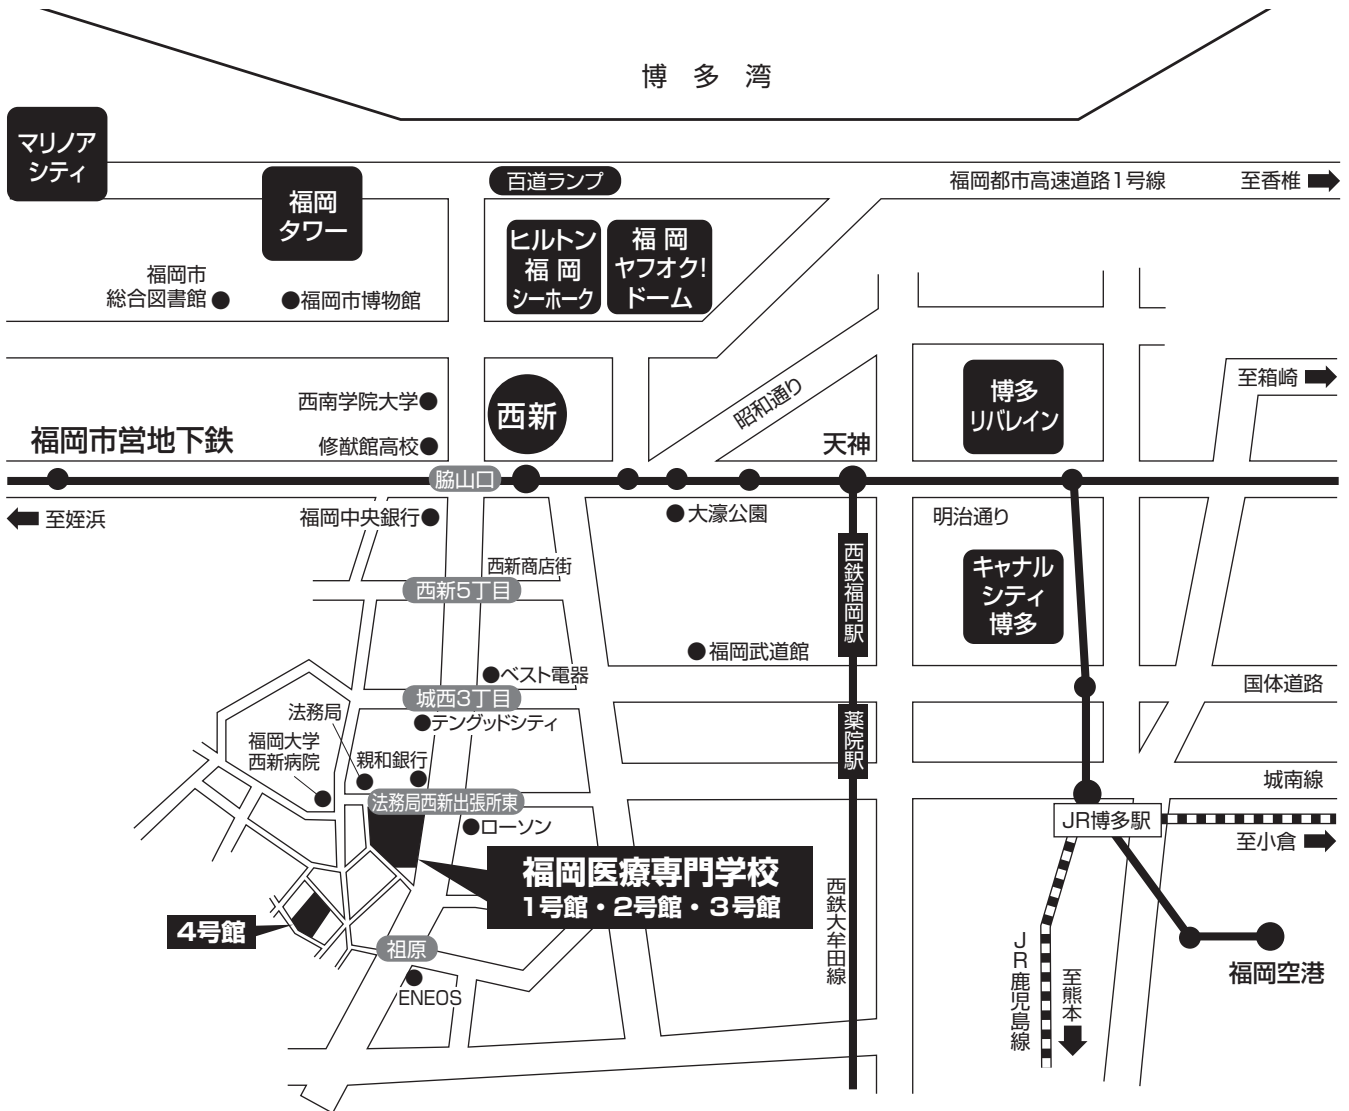 博多湾
マリノア
シティ
福岡
タワー
百道ランプ
福岡都市高速道路1号線
至香椎
ヒルトン
福岡
シーホーク
福岡
ヤフオク!
ドーム
福岡市
総合図書館
福岡市博物館
西南学院大学
西新
昭和通り
博多
リバレイン
至箱崎
福岡市営地下鉄
修猷館高校
天神
脇山口
至姪浜
福岡中央銀行
大濠公園
明治通り
西新商店街
西新5丁目
西鉄福岡駅
キャナル
シティ
博多
福岡武道館
ベスト電器
城西3丁目
国体道路
法務局
テングッドシティ
薬院駅
福岡大学
西新病院
親和銀行
城南線
法務局西新出張所東
ローソン
JR博多駅
至小倉
福岡医療専門学校
1号館・2号館・3号館
4号館
祖原
西鉄大牟田線
JR鹿児島線
至熊本
福岡空港
ENEOS